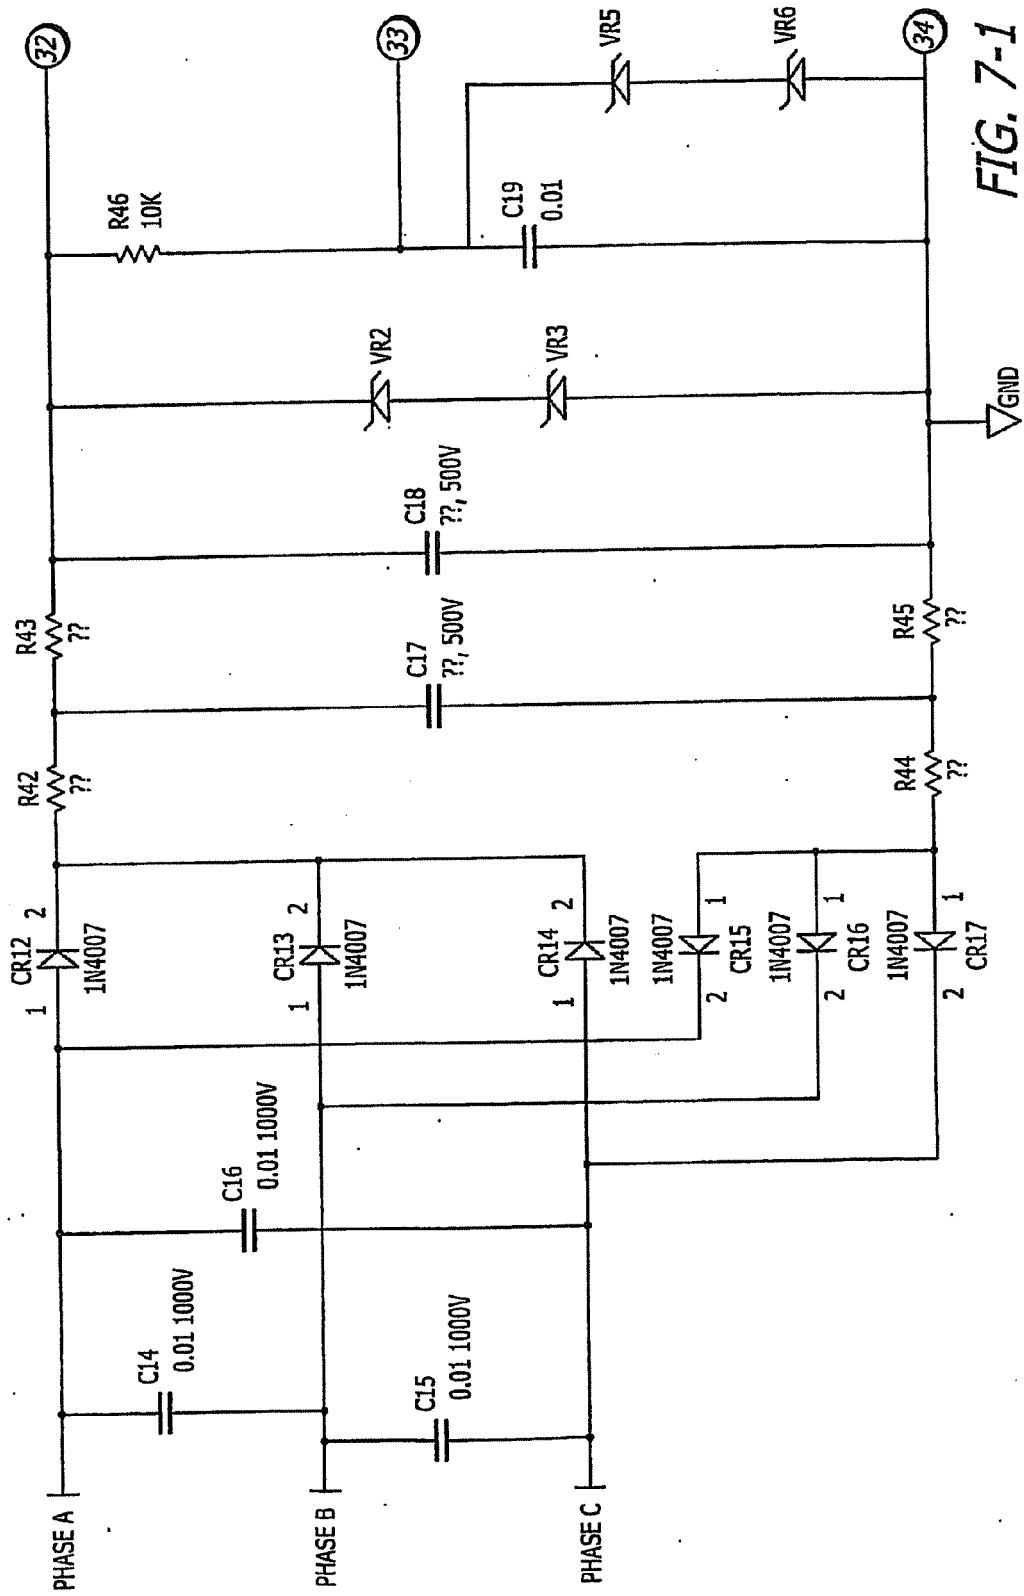 PHASE A
PHASE B
PHASE C
C14
0.01 1000V
C15
0.01 1000V
C16
0.01 1000V
1
CR12
2
1N4007
1
CR13
2
1N4007
1
CR14
2
1N4007
1N4007
2
CR15
1
1N4007
2
CR16
1
1N4007
2
CR17
1
R42
??
R43
??
R44
??
R45
??
C17
??, 500V
C18
??, 500V
VR2
VR3
GND
R46
10K
C19
0.01
VR5
VR6
32
33
34
FIG. 7-1